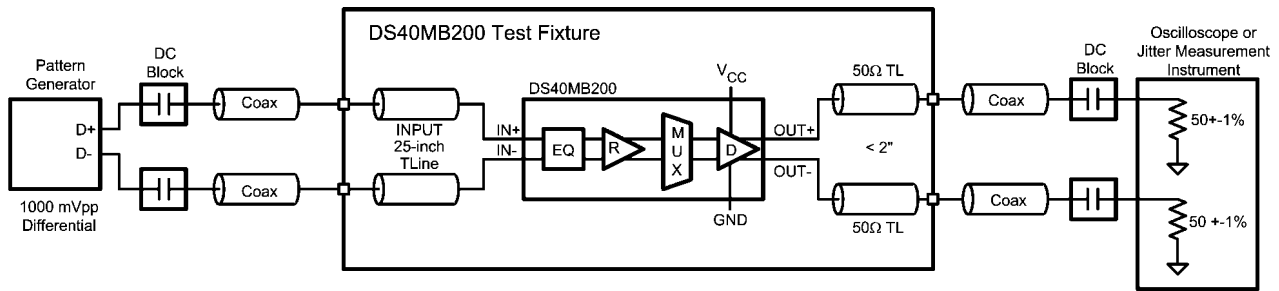 DS40MB200 Test Fixture
Pattern
Generator
D+
D-
1000 mVpp
Differential
DC
Block
Coax
Coax
INPUT
25-inch
TLine
DS40MB200
IN+
IN-
EQ
R
M
U
X
D
VCC
GND
OUT+
OUT-
50Ω TL
< 2"
50Ω TL
Coax
Coax
DC
Block
Oscilloscope or
Jitter Measurement
Instrument
50+-1%
50 +-1%